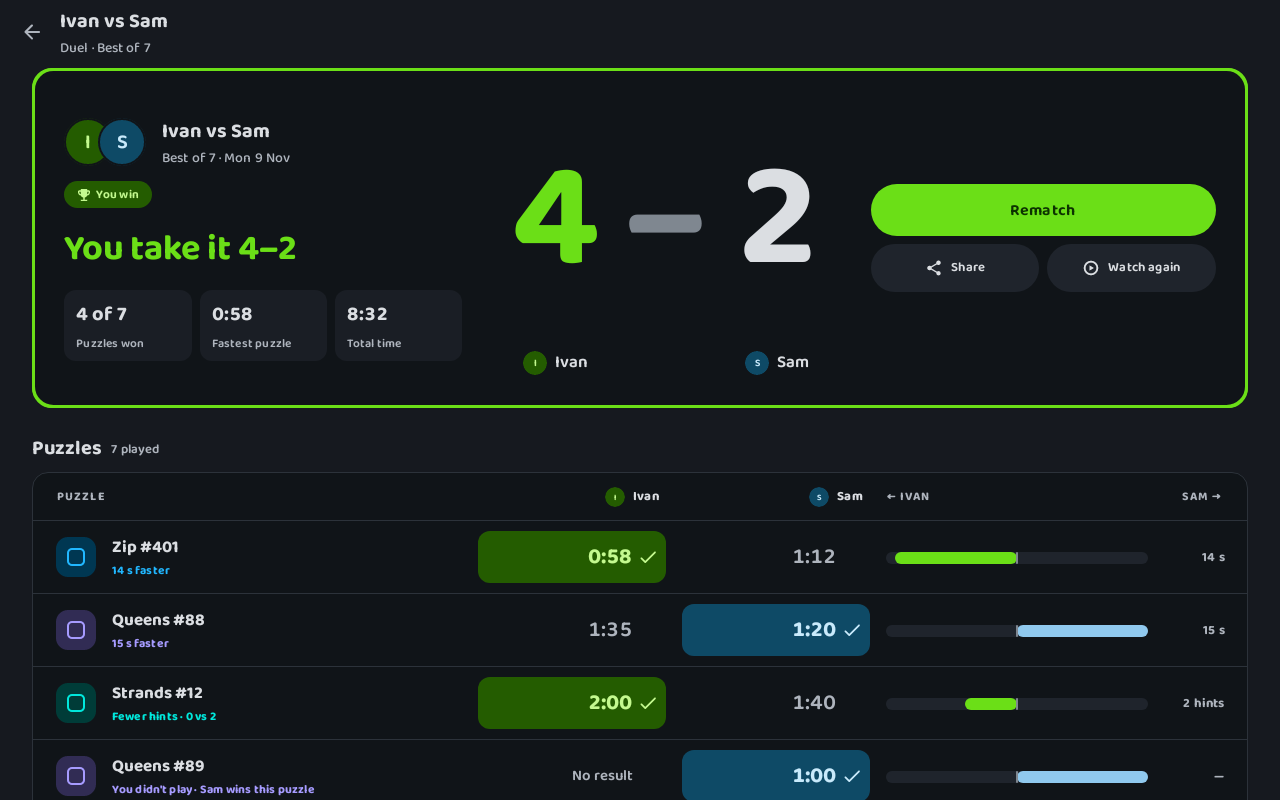 Ivan vs Sam
Duel · Best of 7
I S
Ivan vs Sam
Best of 7 · Mon 9 Nov
You win
You take it 4–2
4 of 7
Puzzles won
0:58
Fastest puzzle
8:32
Total time
4 – 2
I Ivan
S Sam
Rematch
Share
Watch again
Puzzles 7 played
PUZZLE I Ivan S Sam ← IVAN SAM →
Zip #401
14 s faster
0:58 1:12 14 s
Queens #88
15 s faster
1:35 1:20 15 s
Strands #12
Fewer hints · 0 vs 2
2:00 1:40 2 hints
Queens #89
You didn't play · Sam wins this puzzle
No result 1:00 –